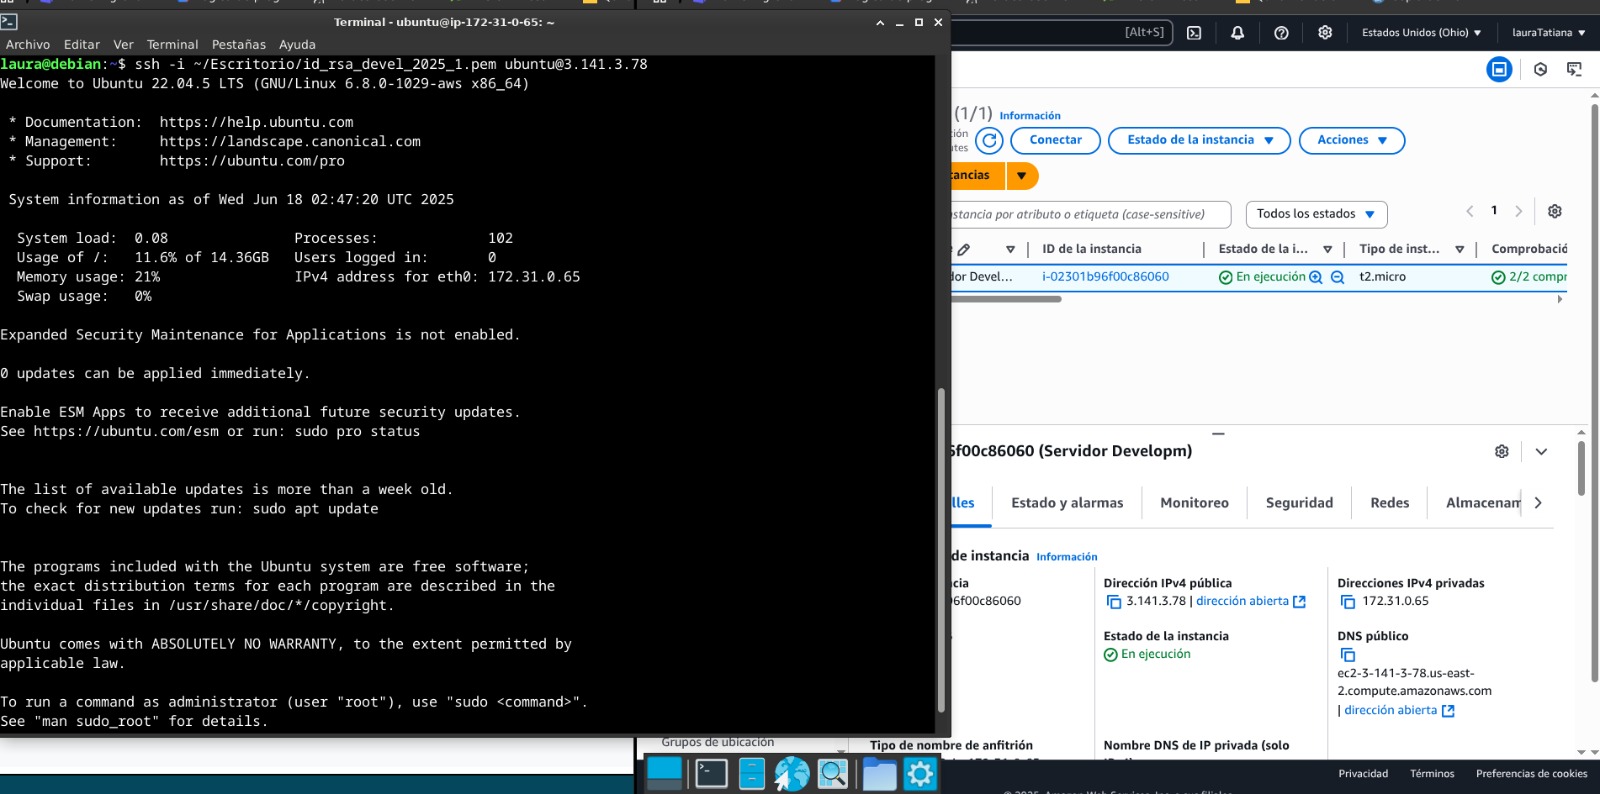 Terminal - ubuntu@ip-172-31-0-65: ~
Archivo Editar Ver Terminal Pestañas Ayuda
laura@debian:~$ ssh -i ~/Escritorio/id_rsa_devel_2025_1.pem ubuntu@3.141.3.78
Welcome to Ubuntu 22.04.5 LTS (GNU/Linux 6.8.0-1029-aws x86_64)
* Documentation: https://help.ubuntu.com
* Management: https://landscape.canonical.com
* Support: https://ubuntu.com/pro
System information as of Wed Jun 18 02:47:20 UTC 2025
System load: 0.08 Processes: 102
Usage of /: 11.6% of 14.36GB Users logged in: 0
Memory usage: 21% IPv4 address for eth0: 172.31.0.65
Swap usage: 0%
Expanded Security Maintenance for Applications is not enabled.
0 updates can be applied immediately.
Enable ESM Apps to receive additional future security updates.
See https://ubuntu.com/esm or run: sudo pro status
The list of available updates is more than a week old.
To check for new updates run: sudo apt update
The programs included with the Ubuntu system are free software;
the exact distribution terms for each program are described in the
individual files in /usr/share/doc/*/copyright.
Ubuntu comes with ABSOLUTELY NO WARRANTY, to the extent permitted by
applicable law.
To run a command as administrator (user "root"), use "sudo <command>".
See "man sudo_root" for details.
[Alt+S] Estados Unidos (Ohio) lauraTatiana
(1/1) Información
Conectar Estado de la instancia Acciones
ancias
instancia por atributo o etiqueta (case-sensitive) Todos los estados 1
ID de la instancia Estado de la i... Tipo de inst... Comprobació
dor Devel... i-02301b96f00c86060 En ejecución t2.micro 2/2 compr
6f00c86060 (Servidor Developm)
lles Estado y alarmas Monitoreo Seguridad Redes Almacenam
de instancia Información
ncia Dirección IPv4 pública Direcciones IPv4 privadas
96f00c86060 3.141.3.78 | dirección abierta 172.31.0.65
Estado de la instancia DNS público
En ejecución
ec2-3-141-3-78.us-east-
2.compute.amazonaws.com
| dirección abierta
Grupos de ubicación
Tipo de nombre de anfitrión Nombre DNS de IP privada (solo
Privacidad Términos Preferencias de cookies